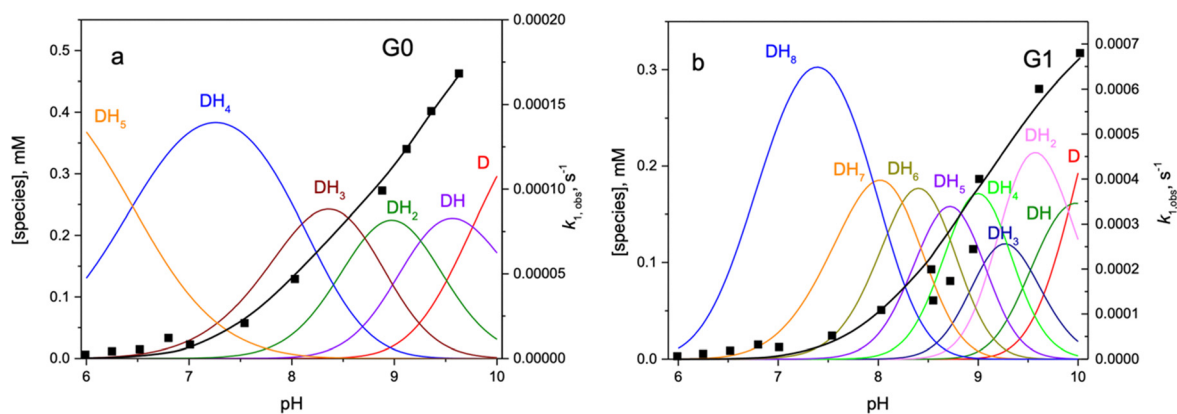 a
G0
DH5
DH4
DH3
DH2
DH
D
[species], mM
0.5
0.4
0.3
0.2
0.1
0.0
6
7
8
9
10
pH
0.00020
0.00015
0.00010
0.000005
0.000000
k1,obs, s-1
b
G1
DH8
DH7
DH6
DH5
DH4
DH3
DH2
DH
D
[species], mM
0.3
0.2
0.1
0.0
6
7
8
9
10
pH
0.0007
0.0006
0.0005
0.0004
0.0003
0.0002
0.0001
0.0000
k1,obs, s-1